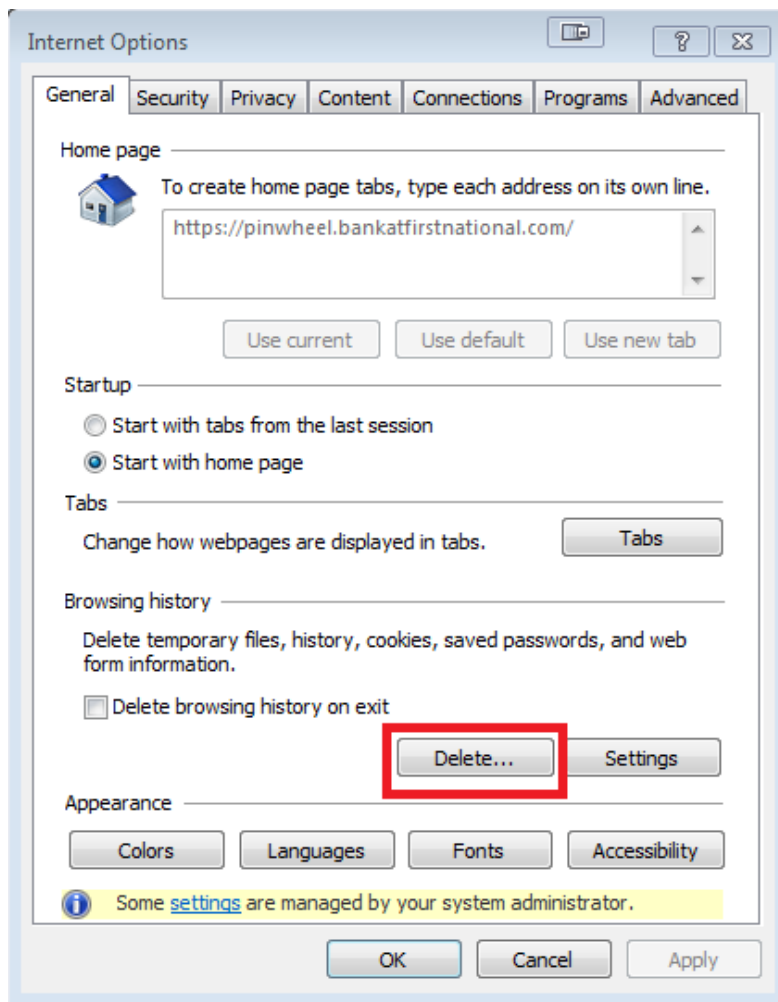 Internet Options
General Security Privacy Content Connections Programs Advanced
Home page
To create home page tabs, type each address on its own line.
https://pinwheel.bankatfirstnational.com/
Use current Use default Use new tab
Startup
Start with tabs from the last session
Start with home page
Tabs
Change how webpages are displayed in tabs.
Tabs
Browsing history
Delete temporary files, history, cookies, saved passwords, and web
form information.
Delete browsing history on exit
Delete... Settings
Appearance
Colors Languages Fonts Accessibility
Some settings are managed by your system administrator.
OK Cancel Apply